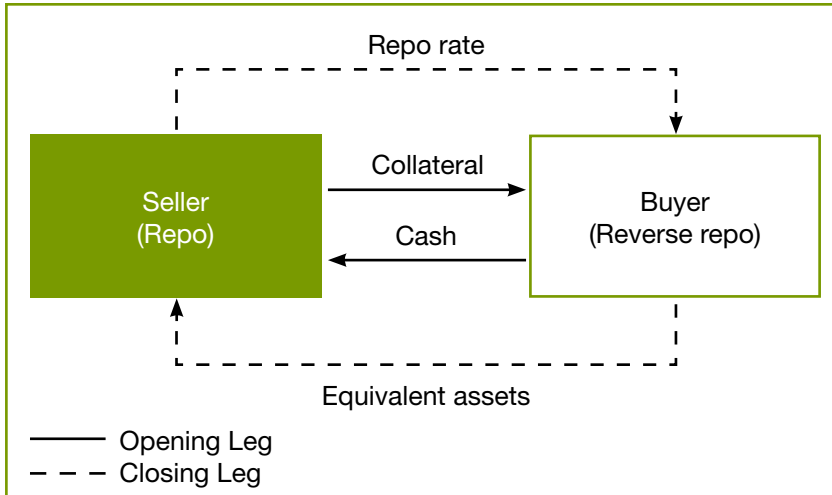 Repo rate
Collateral
Seller
(Repo)
Buyer
(Reverse repo)
Cash
Equivalent assets
Opening Leg
Closing Leg